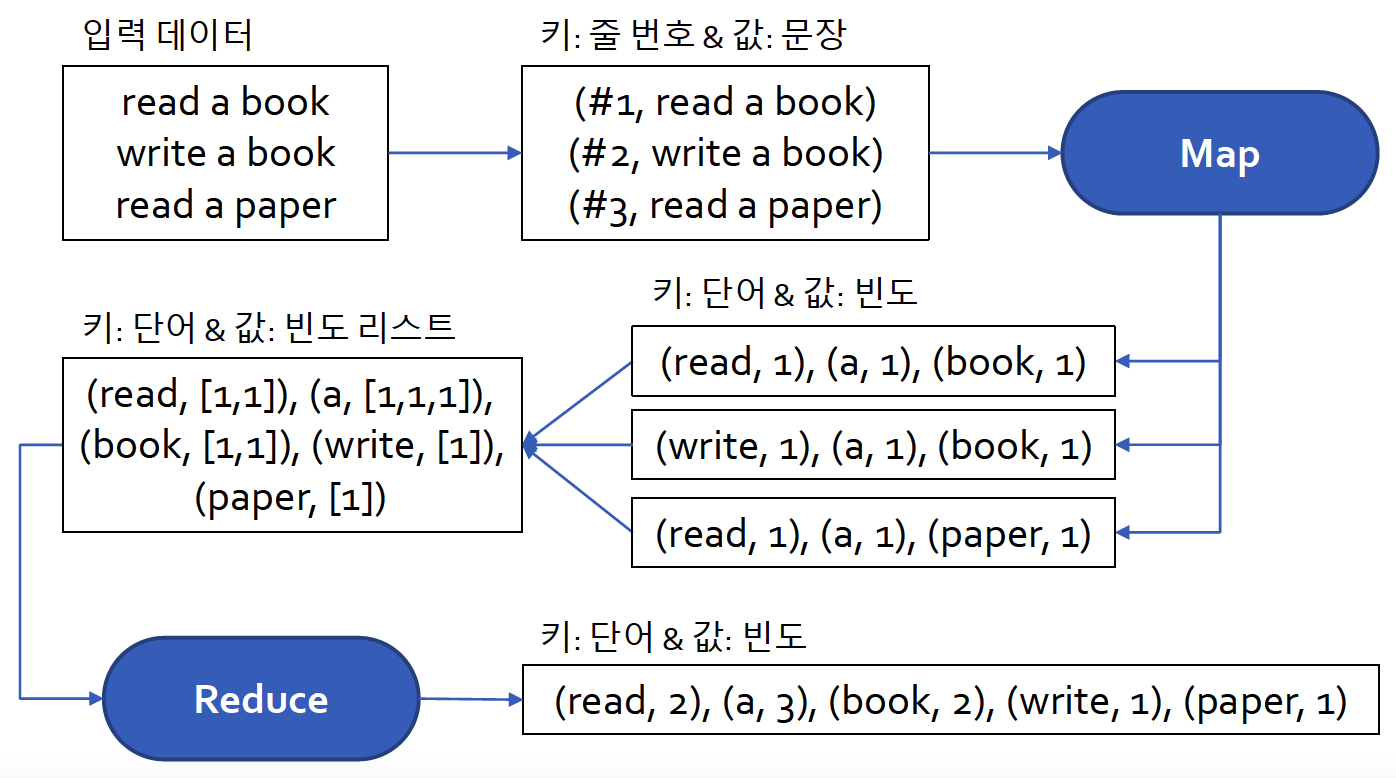 입력 데이터
read a book
write a book
read a paper
키: 줄 번호 & 값: 문장
(#1, read a book)
(#2, write a book)
(#3, read a paper)
Map
키: 단어 & 값: 빈도
(read, 1), (a, 1), (book, 1)
(write, 1), (a, 1), (book, 1)
(read, 1), (a, 1), (paper, 1)
키: 단어 & 값: 빈도 리스트
(read, [1,1]), (a, [1,1,1]),
(book, [1,1]), (write, [1]),
(paper, [1])
Reduce
키: 단어 & 값: 빈도
(read, 2), (a, 3), (book, 2), (write, 1), (paper, 1)